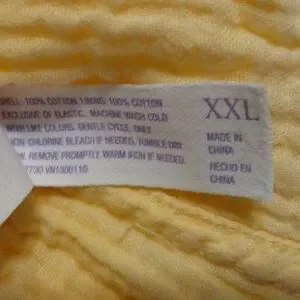 SHELL: 100% COTTON LINING: 100% COTTON
EXCLUSIVE OF ELASTIC. MACHINE WASH COLD
WITH LIKE COLORS. GENTLE CYCLE. ONLY
NON-CHLORINE BLEACH IF NEEDED. TUMBLE DRY
REMOVE PROMPTLY. WARM IRON IF NEEDED.
XXL
MADE IN
CHINA
HECHO EN
CHINA